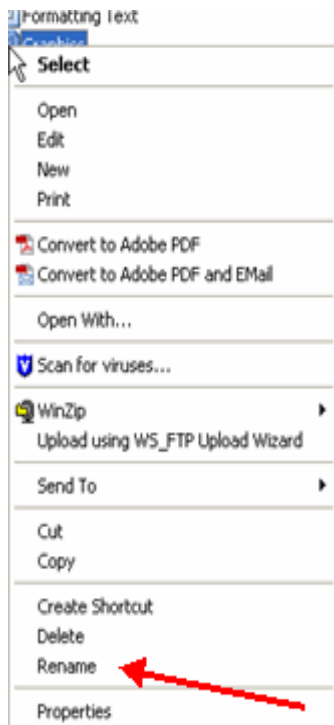 Formatting Text
Graphics
Select
Open
Edit
New
Print
Convert to Adobe PDF
Convert to Adobe PDF and EMail
Open With...
Scan for viruses...
WinZip
Upload using WS_FTP Upload Wizard
Send To
Cut
Copy
Create Shortcut
Delete
Rename
Properties